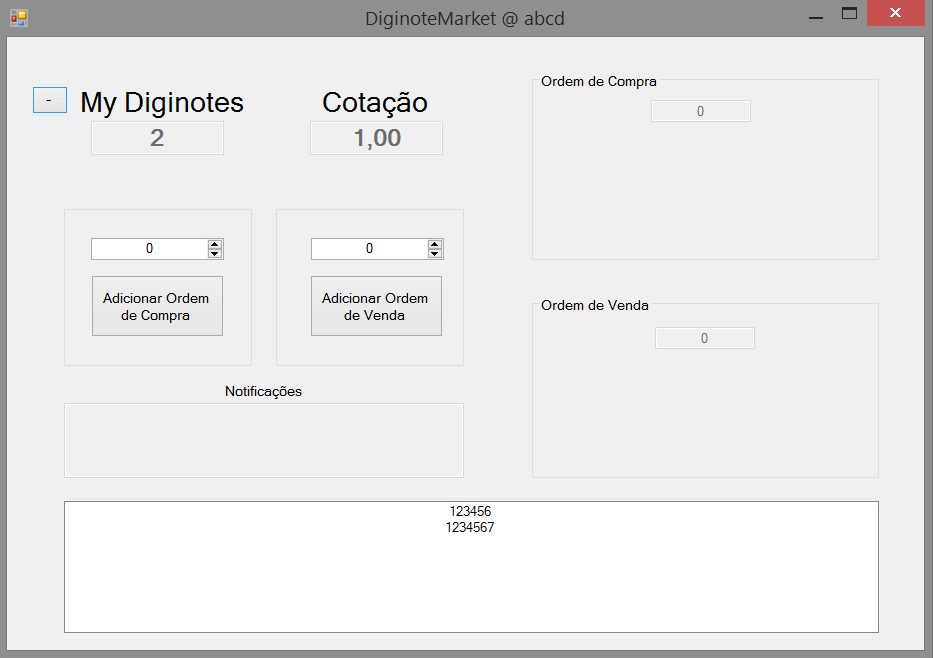 DiginoteMarket @ abcd
-
My Diginotes
2
Cotação
1,00
Ordem de Compra
0
0
Adicionar Ordem
de Compra
0
Adicionar Ordem
de Venda
Ordem de Venda
0
Notificações
123456
1234567